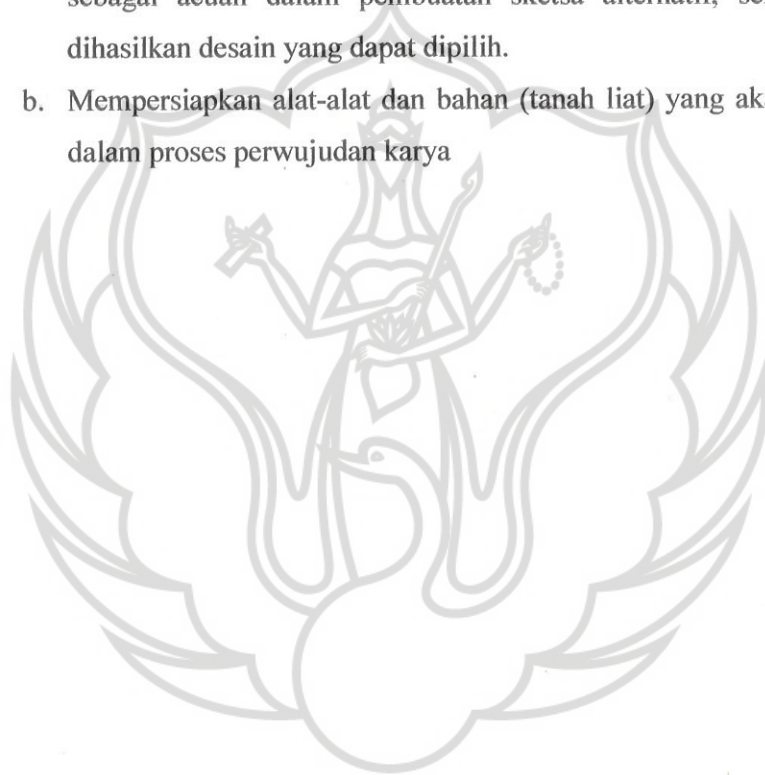 sebagai acuan dalam pembuatan sketsa alternatif,
dihasilkan desain yang dapat dipilih.
b. Mempersiapkan alat-alat dan bahan (tanah liat) yang
dalam proses perwujudan karya